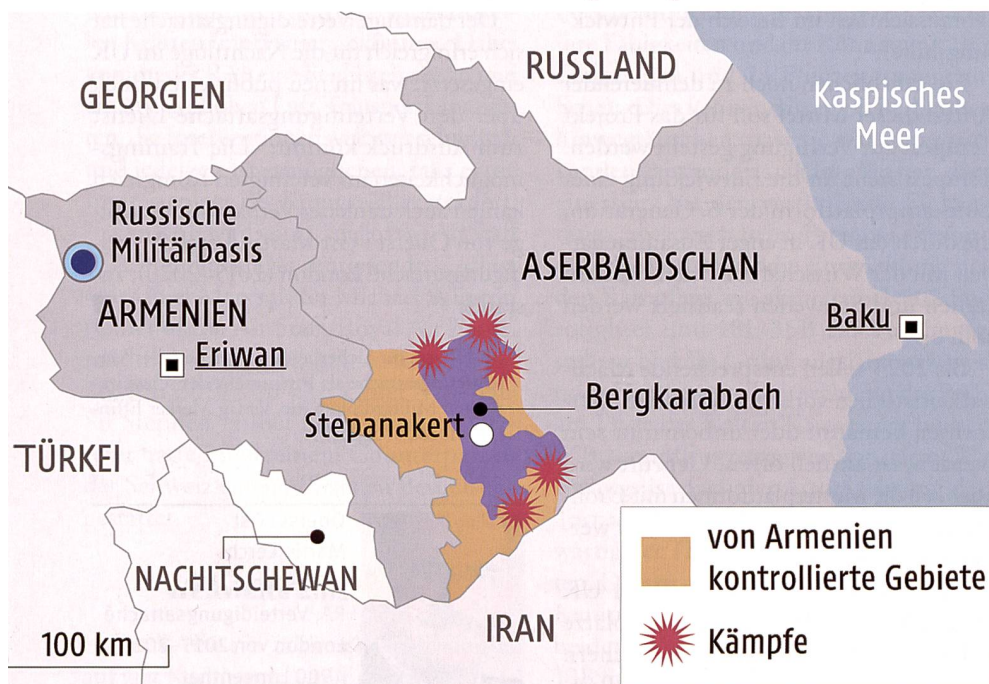 RUSSLAND
GEORGIEN
Kaspisches
Meer
Russische
Militärbasis
ASERBAIDSCHAN
ARMENIEN
Baku
Eriwan
Bergkarabach
Stepanakert
TÜRKEI
von Armenien
kontrollierte Gebiete
NACHITSCHEWAN
IRAN
Kämpfe
100 km